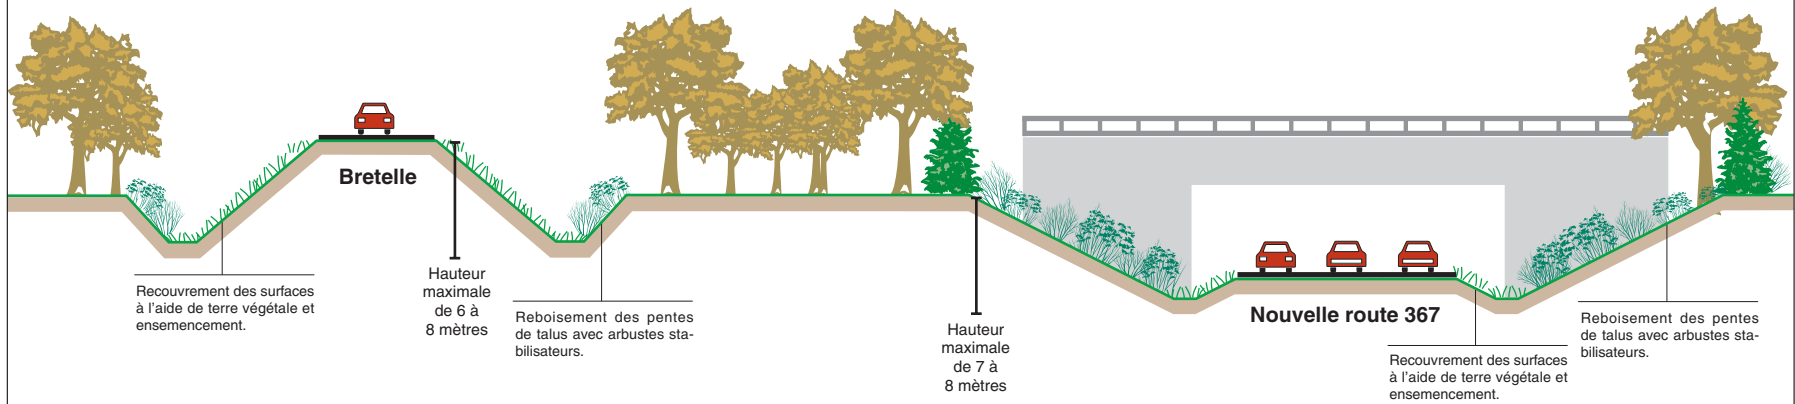 Bretelle
Recouvrement des surfaces
à l'aide de terre végétale et
ensemencement.
Hauteur
maximale
de 6 à
8 mètres
Reboisement des pentes
de talus avec arbustes sta-
bilisateurs.
Hauteur
maximale
de 7 à
8 mètres
Nouvelle route 367
Recouvrement des surfaces
à l'aide de terre végétale et
ensemencement.
Reboisement des pentes
de talus avec arbustes sta-
bilisateurs.